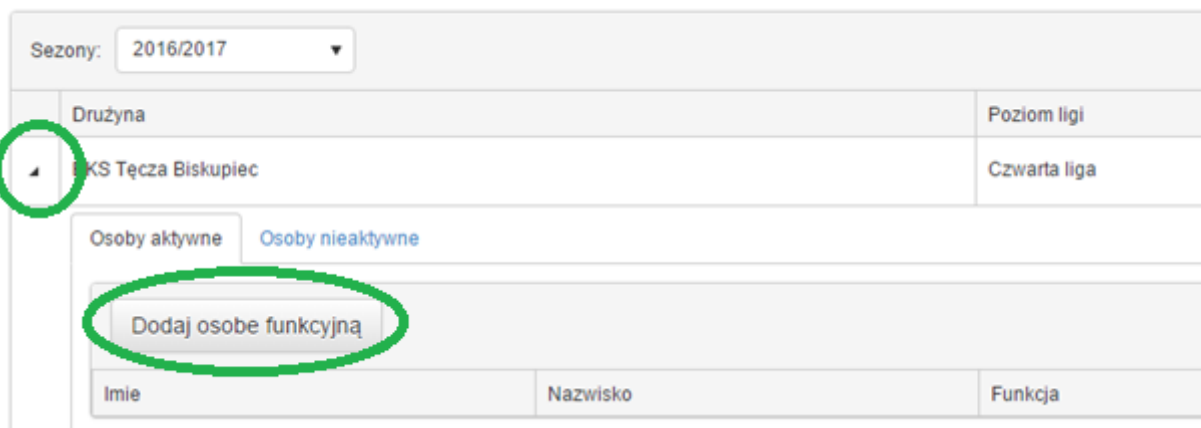 Sezony: 2016/2017
Drużyna Poziom ligi
KS Tęcza Biskupiec Czwarta liga
Osoby aktywne Osoby nieaktywne
Dodaj osobe funkcyjną
Imie Nazwisko Funkcja